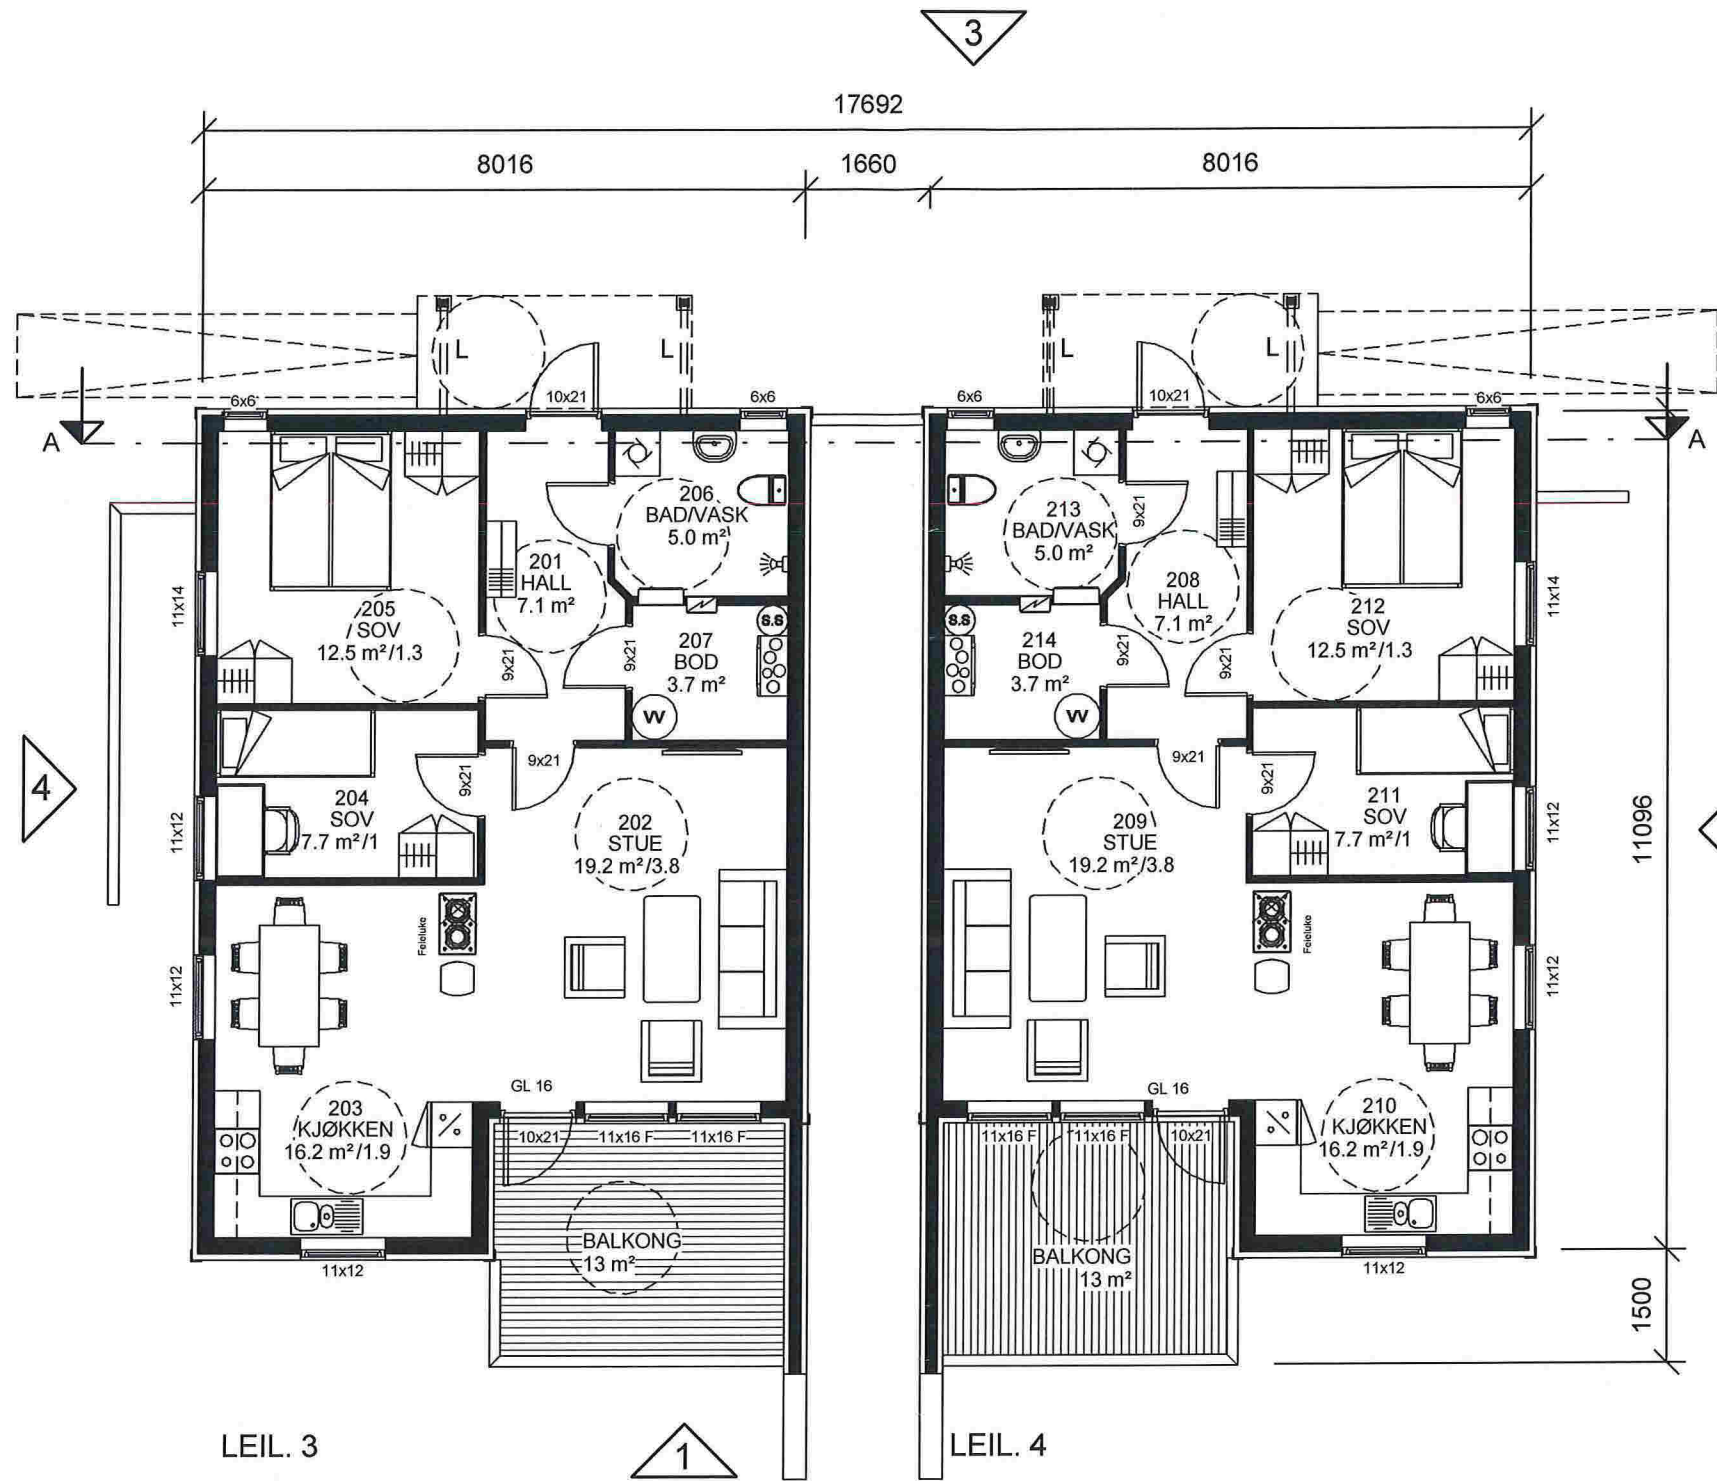 3
17692
8016
1660
8016
L
L
L
L
6x6
10x21
6x6
6x6
10x21
6x6
A
A
206
BAD/VASK
5.0 m²
213
BAD/VASK
5.0 m²
9x21
201
HALL
7.1 m²
208
HALL
7.1 m²
11x14
205
SOV
12.5 m²/1.3
212
SOV
12.5 m²/1.3
11x14
S.S
S.S
9x21
9x21
207
BOD
3.7 m²
214
BOD
3.7 m²
9x21
9x21
VV
VV
9x21
9x21
9x21
9x21
4
11x12
204
SOV
7.7 m²/1
202
STUE
19.2 m²/3.8
209
STUE
19.2 m²/3.8
211
SOV
7.7 m²/1
11x12
11096
Feieluke
Feieluke
11x12
11x12
GL 16
GL 16
203
KJØKKEN
16.2 m²/1.9
210
KJØKKEN
16.2 m²/1.9
10x21
11x16 F
11x16 F
11x16 F
11x16 F
10x21
BALKONG
13 m²
BALKONG
13 m²
11x12
11x12
1500
LEIL. 3
1
LEIL. 4